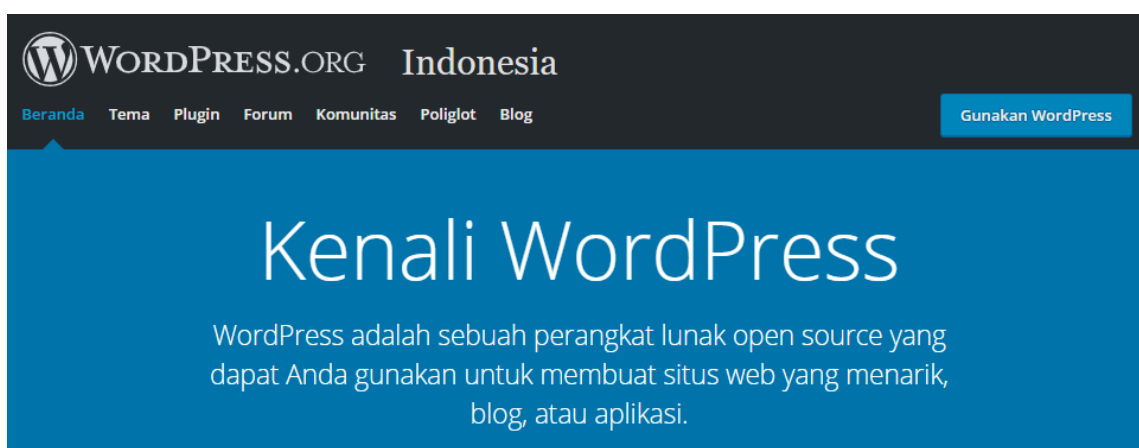 WORDPRESS.ORG Indonesia
Beranda Tema Plugin Forum Komunitas Poliglot Blog
Gunakan WordPress
Kenali WordPress
WordPress adalah sebuah perangkat lunak open source yang
dapat Anda gunakan untuk membuat situs web yang menarik,
blog, atau aplikasi.